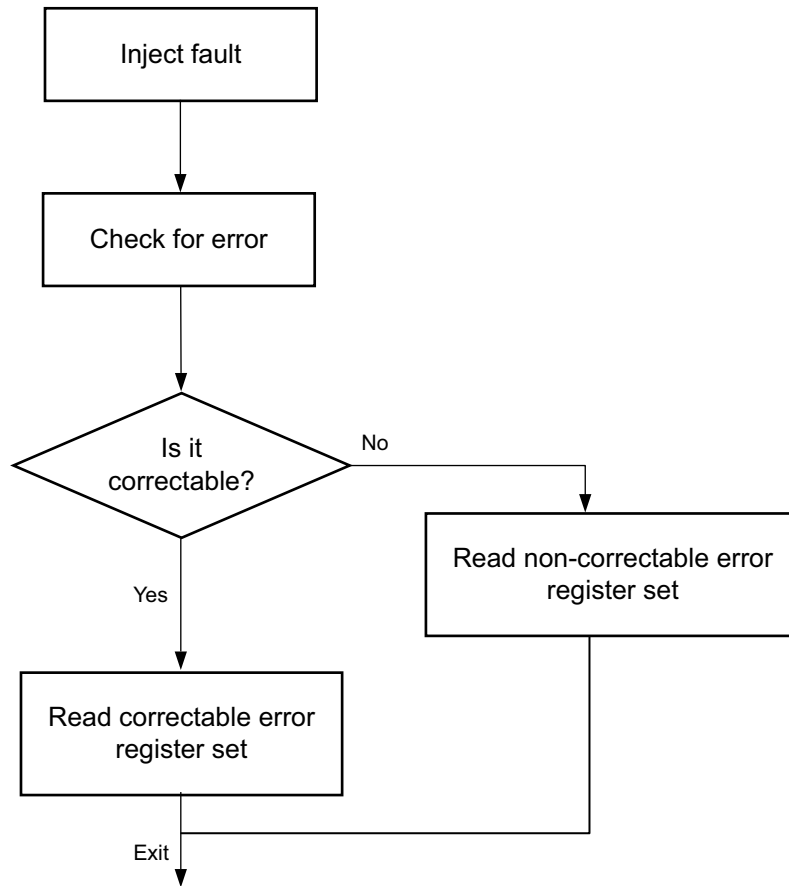 Inject fault
Check for error
Is it
correctable?
No
Read non-correctable error
register set
Yes
Read correctable error
register set
Exit